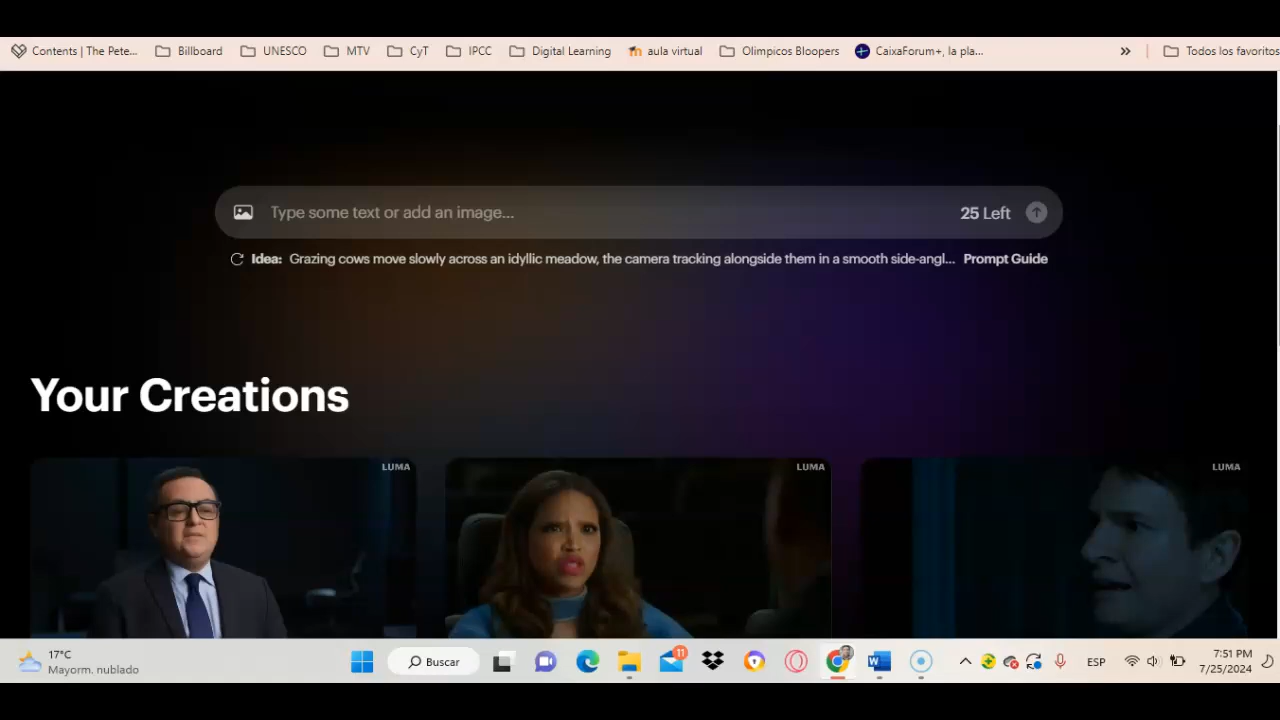 Contents | The Pete... Billboard UNESCO MTV CyT IPCC Digital Learning aula virtual Olimpicos Bloopers CaixaForum+, la pla... » Todos los favoritos
Type some text or add an image... 25 Left
Idea: Grazing cows move slowly across an idyllic meadow, the camera tracking alongside them in a smooth side-angl... Prompt Guide
Your Creations
LUMA LUMA LUMA
17°C
Mayorm. nublado
Buscar
11
ESP
7:51 PM
7/25/2024